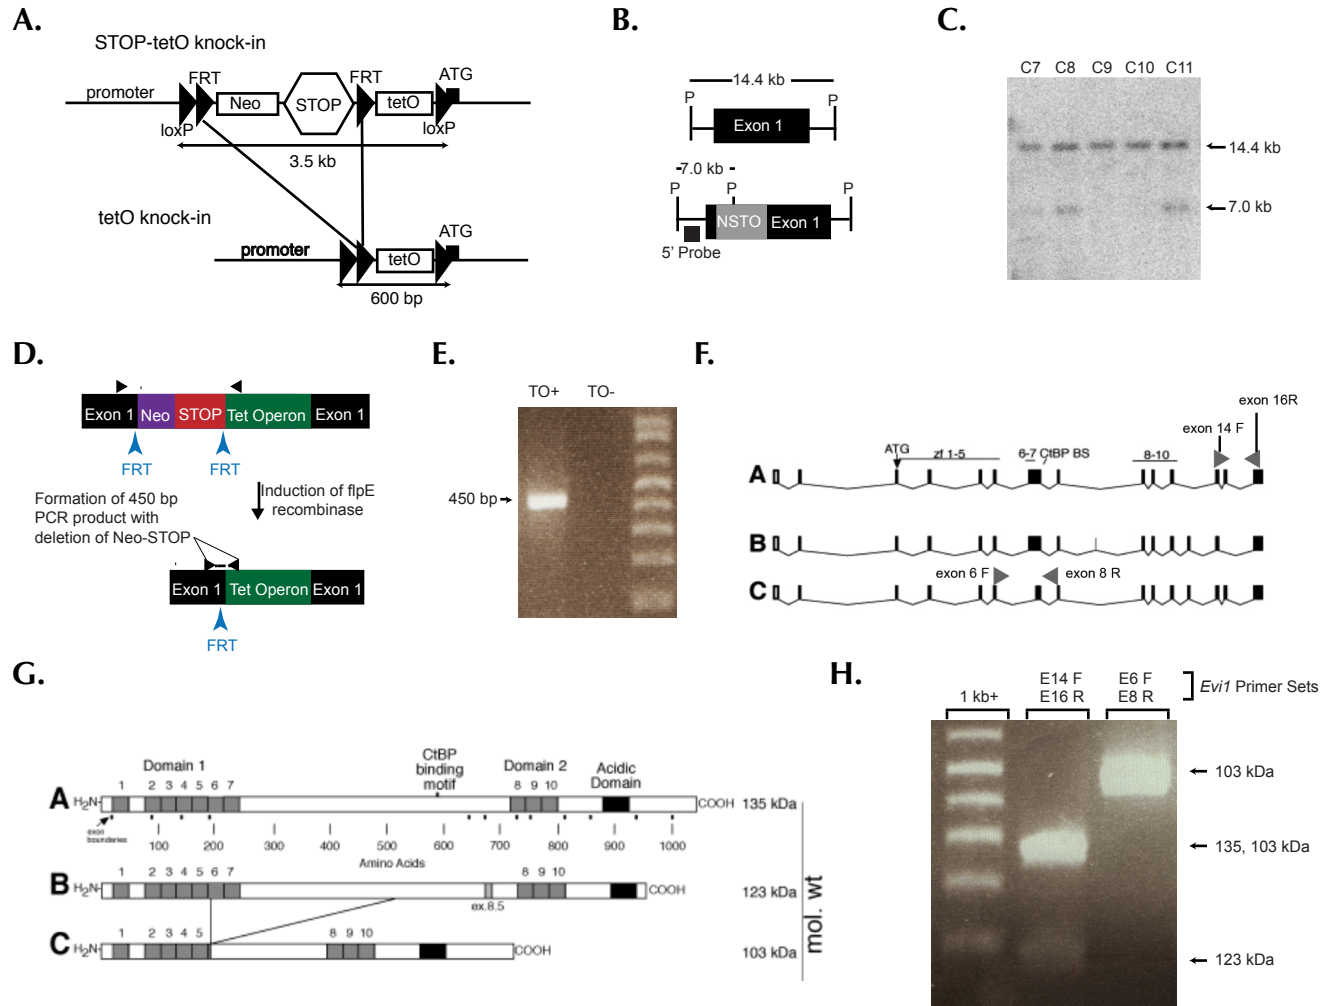 A.
STOP-tetO knock-in
promoter
FRT
Neo
STOP
FRT
tetO
ATG
loxP
loxP
3.5 kb
tetO knock-in
promoter
tetO
ATG
600 bp
B.
14.4 kb
P
P
Exon 1
7.0 kb
P
P
P
NSTO
Exon 1
5' Probe
C.
C7 C8 C9 C10 C11
14.4 kb
7.0 kb
D.
Exon 1 Neo STOP Tet Operon Exon 1
FRT
FRT
Formation of 450 bp
PCR product with
deletion of Neo-STOP
Induction of flpE
recombinase
Exon 1 Tet Operon Exon 1
FRT
E.
TO+ TO-
450 bp
F.
exon 16R
exon 14 F
ATG
zf 1-5
6-7 CtBP BS
8-10
A
B
exon 6 F
exon 8 R
C
G.
Domain 1
CtBP
binding
motif
Domain 2
Acidic
Domain
1 2 3 4 5 6 7 8 9 10
A H2N- COOH 135 kDa
exon
boundaries
100 200 300 400 500 600 700 800 900 1000
Amino Acids
1 2 3 4 5 6 7 8 9 10
B H2N- COOH 123 kDa
ex.8.5
1 2 3 4 5 8 9 10
C H2N- COOH 103 kDa
mol. wt
H.
1 kb+
E14 F
E16 R
E6 F
E8 R
Evi1 Primer Sets
103 kDa
135, 103 kDa
123 kDa